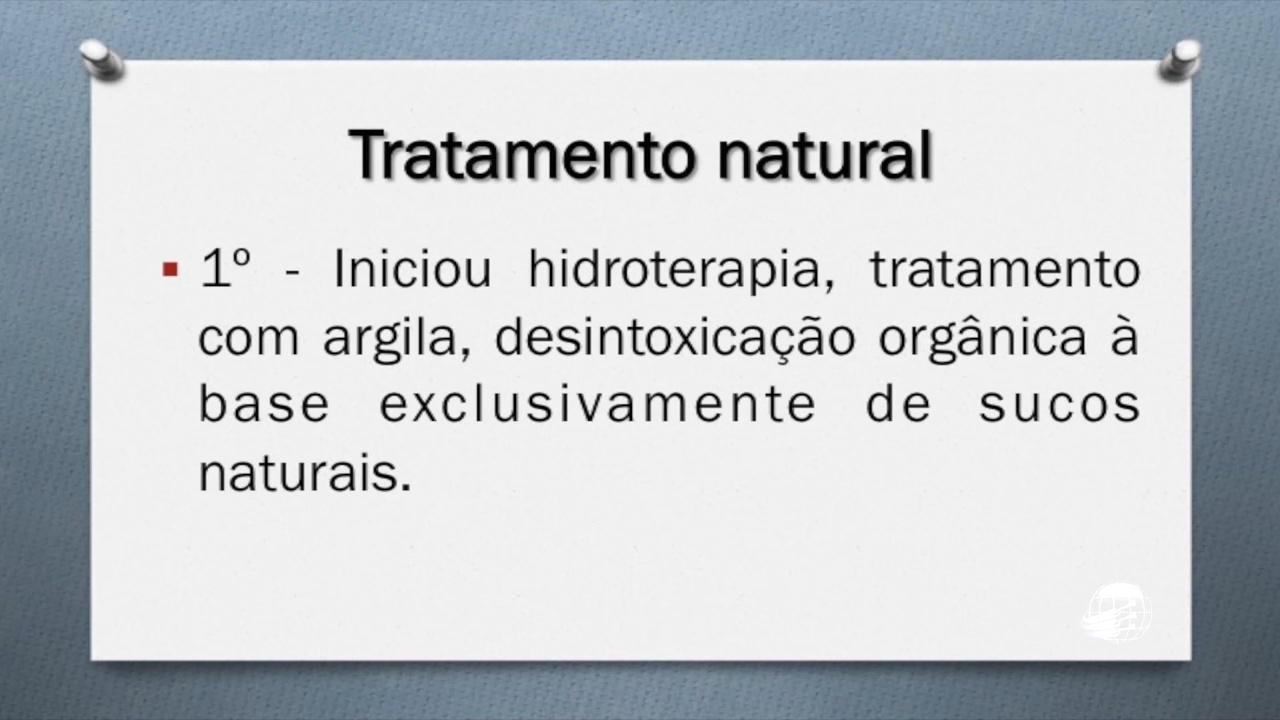 Tratamento natural
1º - Iniciou hidroterapia, tratamento
com argila, desintoxicação orgânica à
base exclusivamente de sucos
naturais.